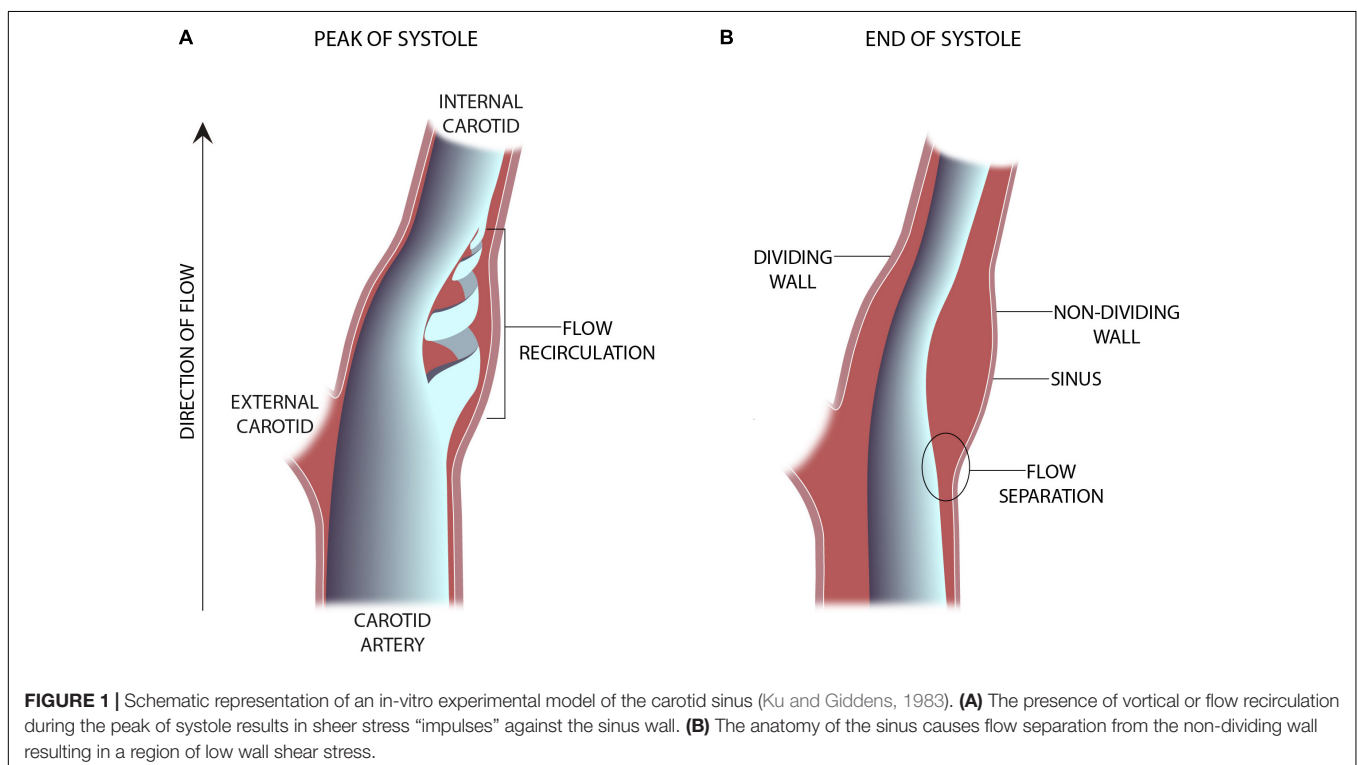 A
PEAK OF SYSTOLE
INTERNAL
CAROTID
DIRECTION OF FLOW
FLOW
RECIRCULATION
EXTERNAL
CAROTID
CAROTID
ARTERY
B
END OF SYSTOLE
DIVIDING
WALL
NON-DIVIDING
WALL
SINUS
FLOW
SEPARATION
FIGURE 1 | Schematic representation of an in-vitro experimental model of the carotid sinus (Ku and Giddens, 1983). (A) The presence of vortical or flow recirculation
during the peak of systole results in sheer stress “impulses” against the sinus wall. (B) The anatomy of the sinus causes flow separation from the non-dividing wall
resulting in a region of low wall shear stress.